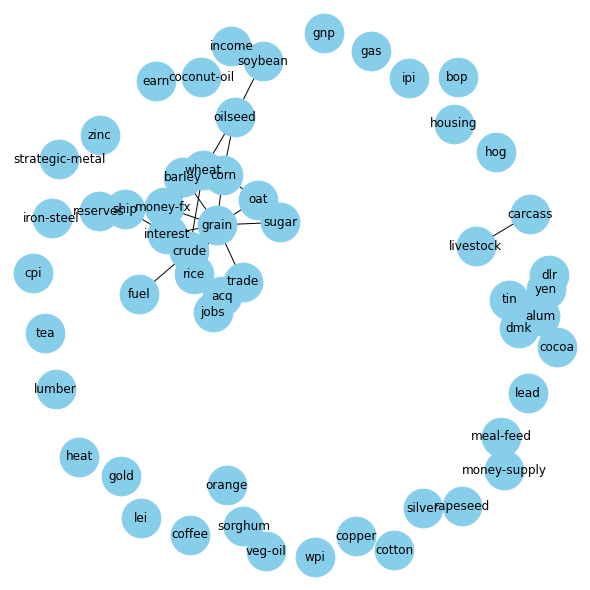 gnp
income
gas
soybean
coconut-oil
ipi
bop
earn
oilseed
housing
zinc
hog
strategic-metal
wheat
corn
barley
oat
money-fx
ship
reserves
iron-steel
carcass
sugar
grain
interest
livestock
crude
cpi
rice
dlr
trade
yen
fuel
acq
tin
jobs
alum
dmk
tea
cocoa
lumber
lead
meal-feed
heat
money-supply
gold
orange
rapeseed
silver
lei
sorghum
coffee
copper
veg-oil
cotton
wpi